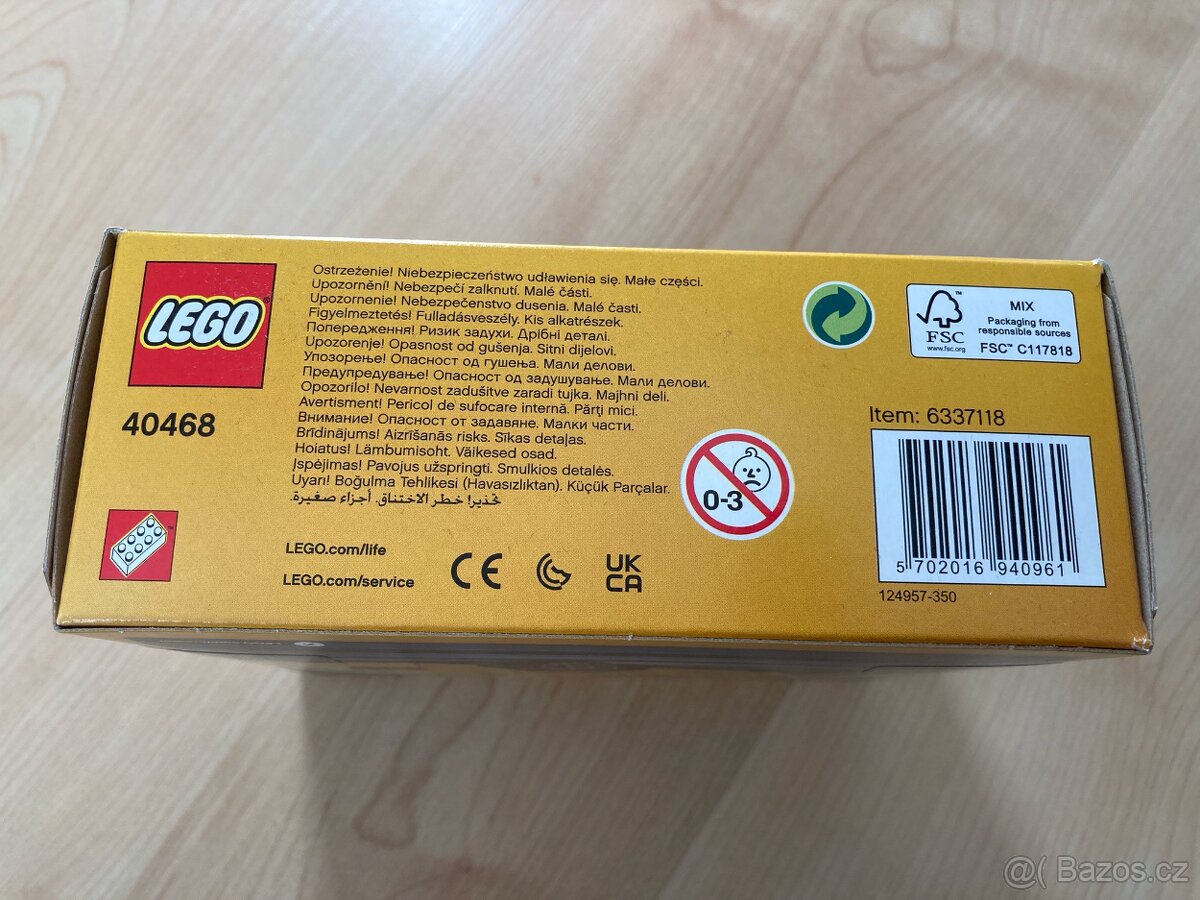 LEGO®
40468
Ostrzeżenie! Niebezpieczeństwo udławienia się. Małe części.
Upozornění! Nebezpečí zalknutí. Malé části.
Upozornenie! Nebezpečenstvo dusenia. Malé časti.
Figyelmeztetés! Fulladásveszély. Kis alkatrészek.
Попередження! Ризик задухи. Дрібні деталі.
Upozorenje! Opasnost od gušenja. Sitni dijelovi.
Упозорење! Опасност од гушења. Мали делови.
Предупредување! Опасност од задушување. Мали делови.
Opozorilo! Nevarnost zadušitve zaradi tujka. Majhni deli.
Avertisment! Pericol de sufocare internă. Părţi mici.
Внимание! Опасност от задавяне. Малки части.
Brīdinājums! Aizrīšanās risks. Sīkas detaļas.
Hoiatus! Lämbumisoht. Väikesed osad.
Įspėjimas! Pavojus užspringti. Smulkios detalės.
Uyarı! Boğulma Tehlikesi (Havasızlıktan). Küçük Parçalar.
تحذير! خطر الاختناق. أجزاء صغيرة.
LEGO.com/life
LEGO.com/service
CE
UK
CA
0-3
FSC™
www.fsc.org
MIX
Packaging from
responsible sources
FSC™ C117818
Item: 6337118
5 702016 940961
124957-350
@( Bazos.cz